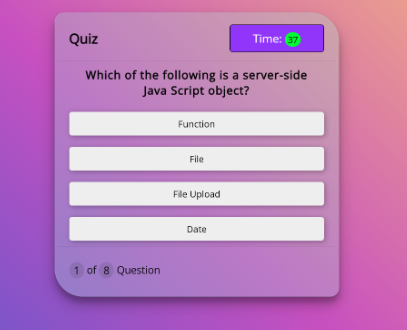 Quiz
Time: 37
Which of the following is a server-side
Java Script object?
Function
File
File Upload
Date
1 of 8 Question